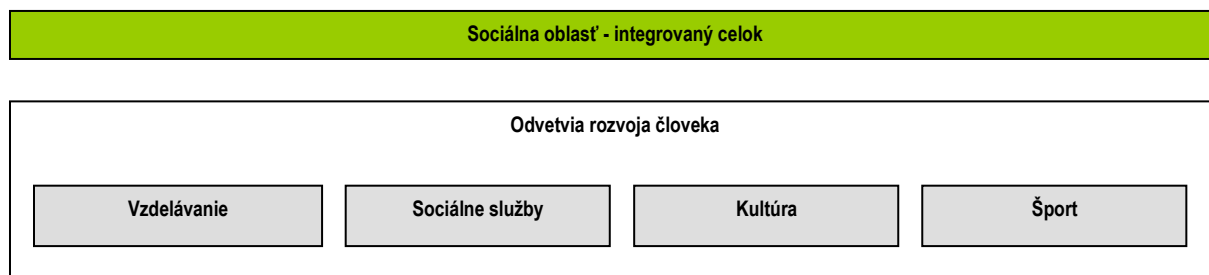 Sociálna oblasť - integrovaný celok
Odvetvia rozvoja človeka
Vzdelávanie
Sociálne služby
Kultúra
Šport